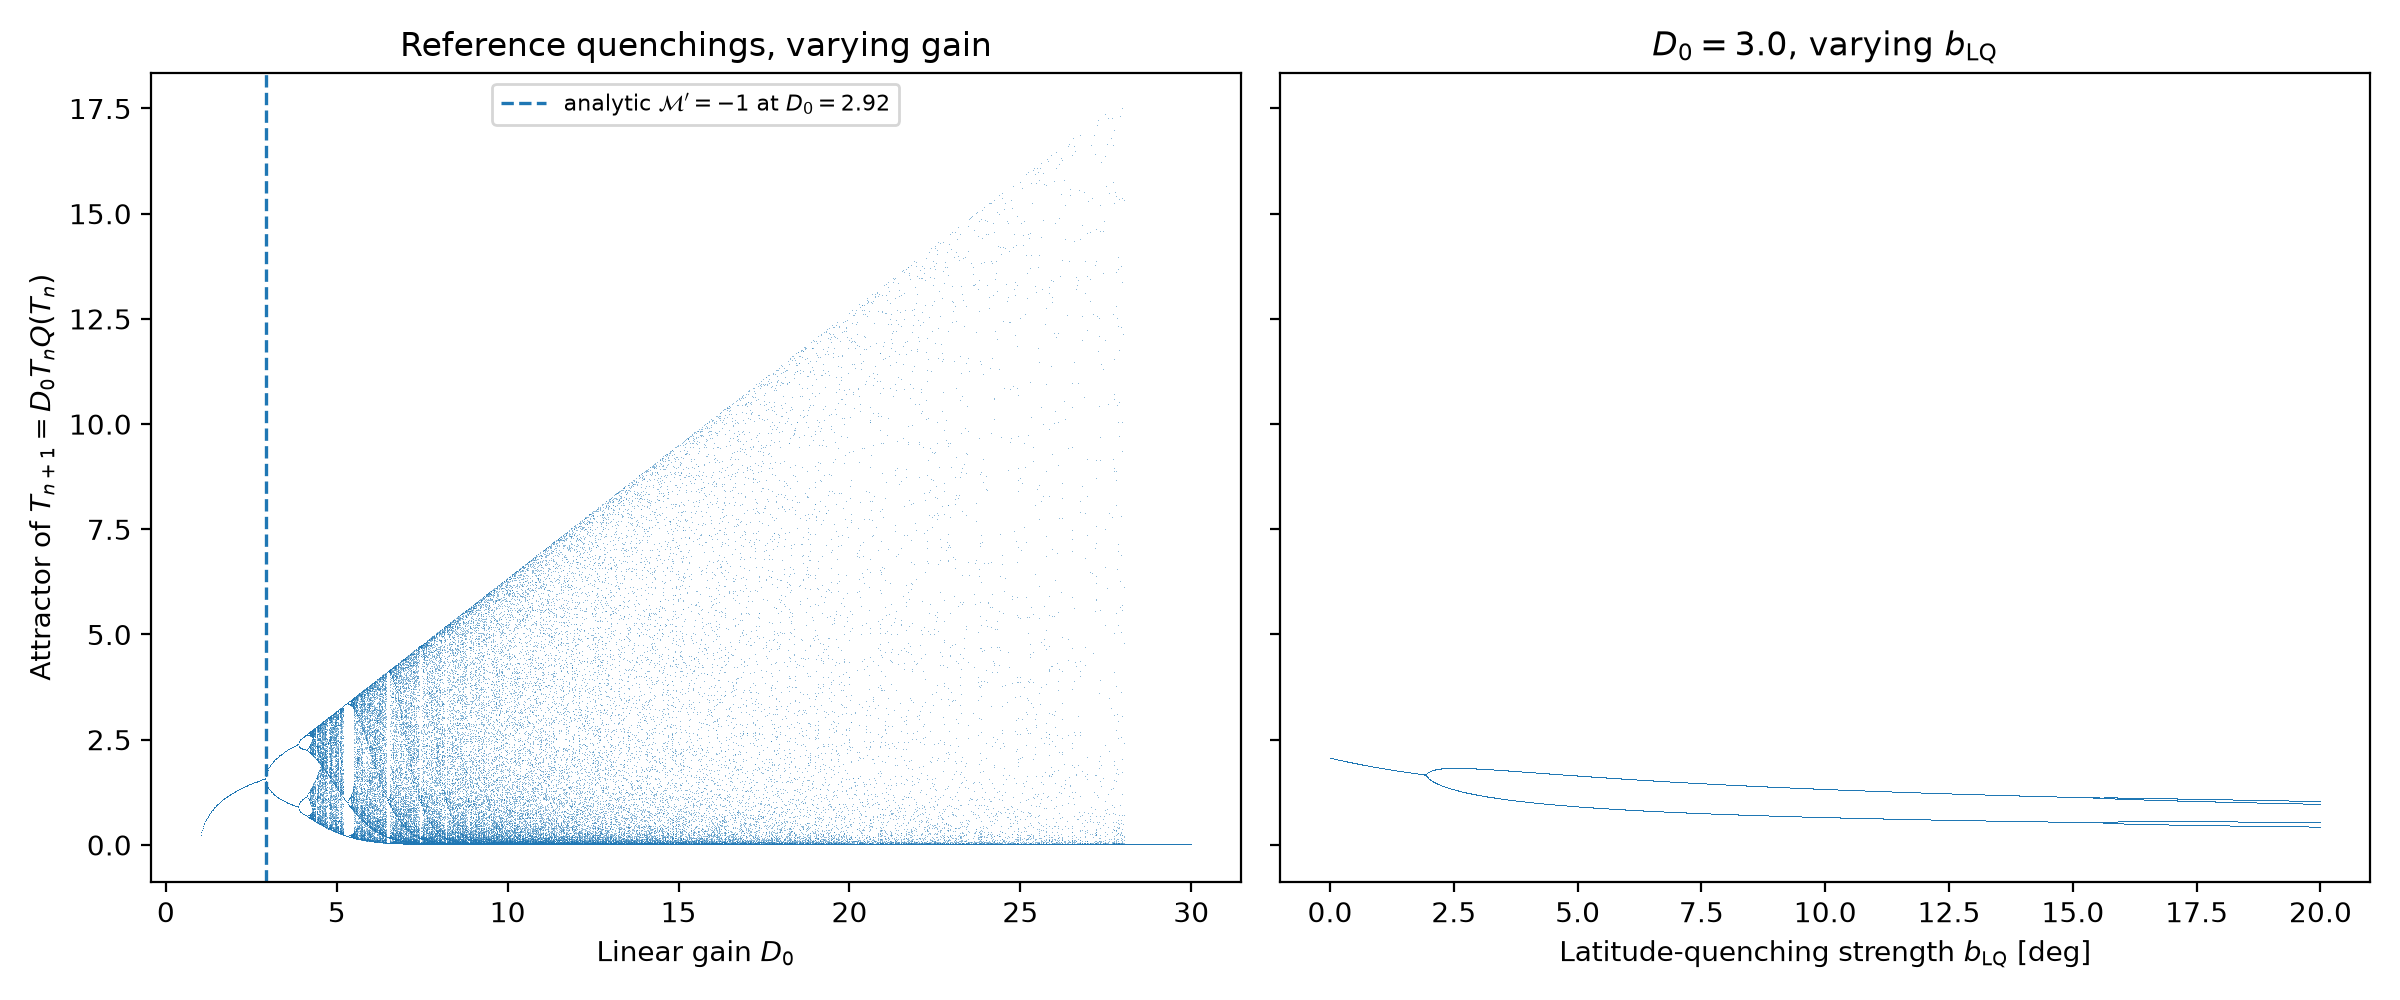 Reference quenchings, varying gain
analytic ℳ′ = −1 at D₀ = 2.92
Attractor of Tₙ₊₁ = D₀TₙQ(Tₙ)
17.5
15.0
12.5
10.0
7.5
5.0
2.5
0.0
0 5 10 15 20 25 30
Linear gain D₀
D₀ = 3.0, varying b_LQ
0.0 2.5 5.0 7.5 10.0 12.5 15.0 17.5 20.0
Latitude-quenching strength b_LQ [deg]